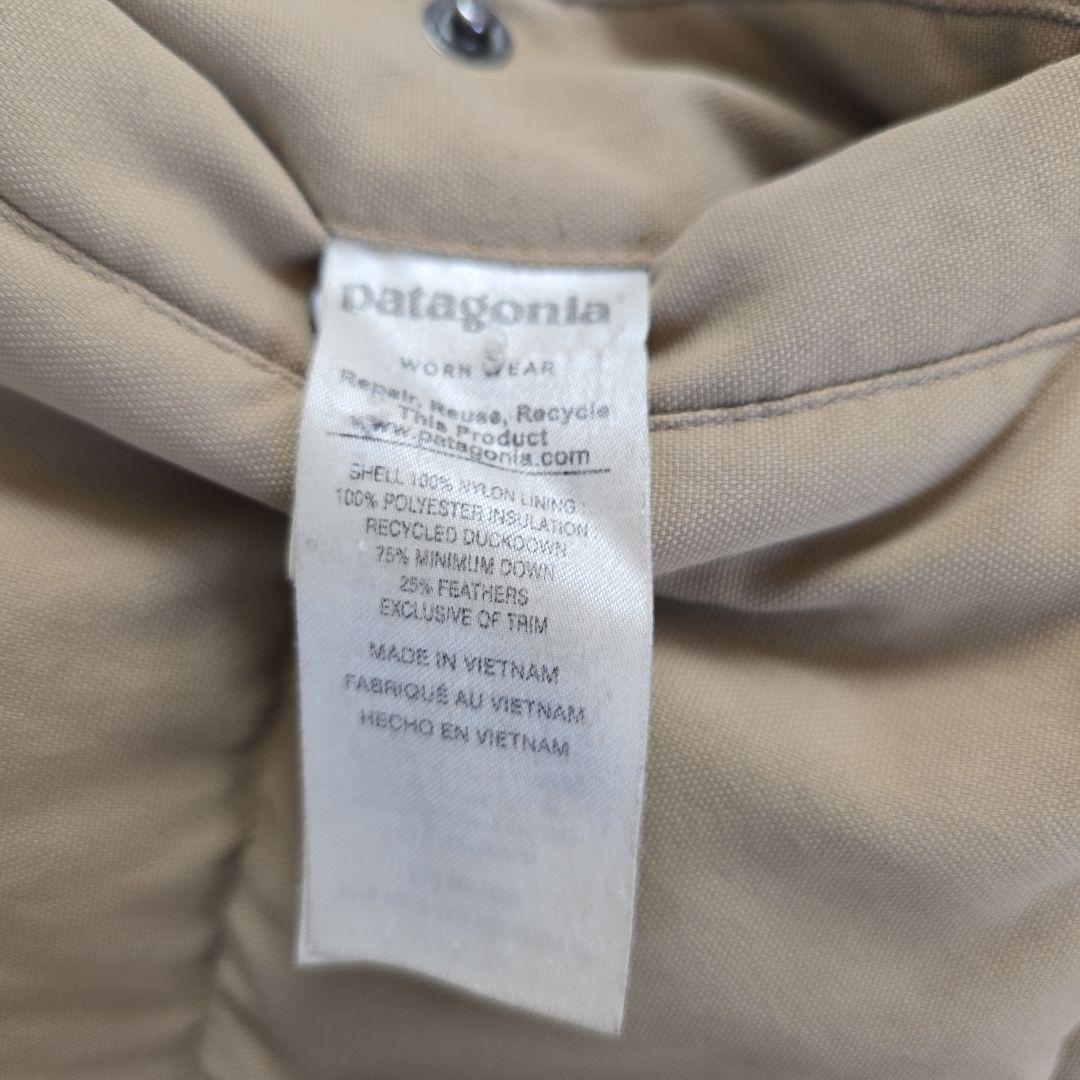 patagonia
WORN WEAR
Repair, Reuse, Recycle
This Product
www.patagonia.com
SHELL 100% NYLON LINING :
100% POLYESTER INSULATION
RECYCLED DUCKDOWN
75% MINIMUM DOWN
25% FEATHERS
EXCLUSIVE OF TRIM
MADE IN VIETNAM
FABRIQUÉ AU VIETNAM
HECHO EN VIETNAM